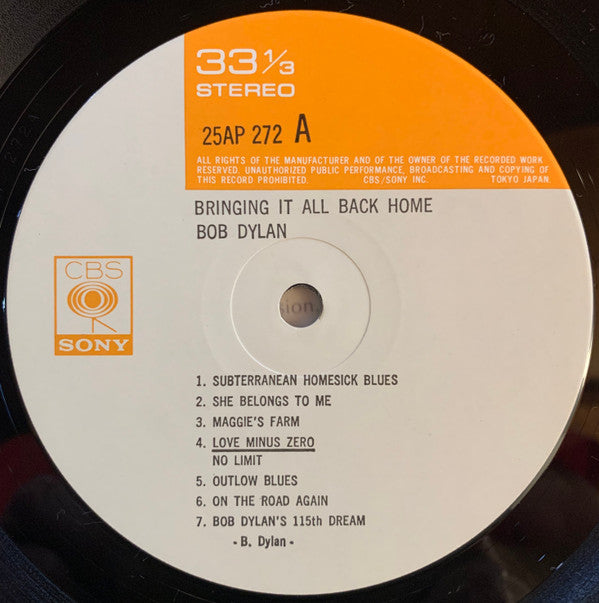 33 1/3
STEREO
25AP 272 A
ALL RIGHTS OF THE MANUFACTURER AND OF THE OWNER OF THE RECORDED WORK
RESERVED. UNAUTHORIZED PUBLIC PERFORMANCE, BROADCASTING AND COPYING OF
THIS RECORD PROHIBITED. CBS/SONY INC. TOKYO JAPAN.
BRINGING IT ALL BACK HOME
BOB DYLAN
CBS
SONY
sion
1. SUBTERRANEAN HOMESICK BLUES
2. SHE BELONGS TO ME
3. MAGGIE'S FARM
4. LOVE MINUS ZERO
NO LIMIT
5. OUTLOW BLUES
6. ON THE ROAD AGAIN
7. BOB DYLAN'S 115th DREAM
- B. Dylan -